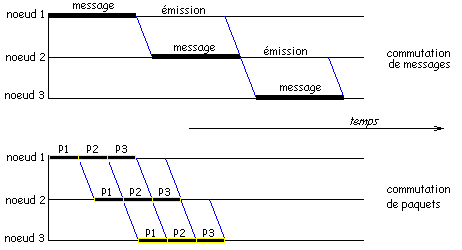 message
émission
noeud 1
message
émission
noeud 2
commutation
de messages
message
noeud 3
temps
P1 P2 P3
noeud 1
P1 P2 P3
noeud 2
commutation
de paquets
P1 P2 P3
noeud 3